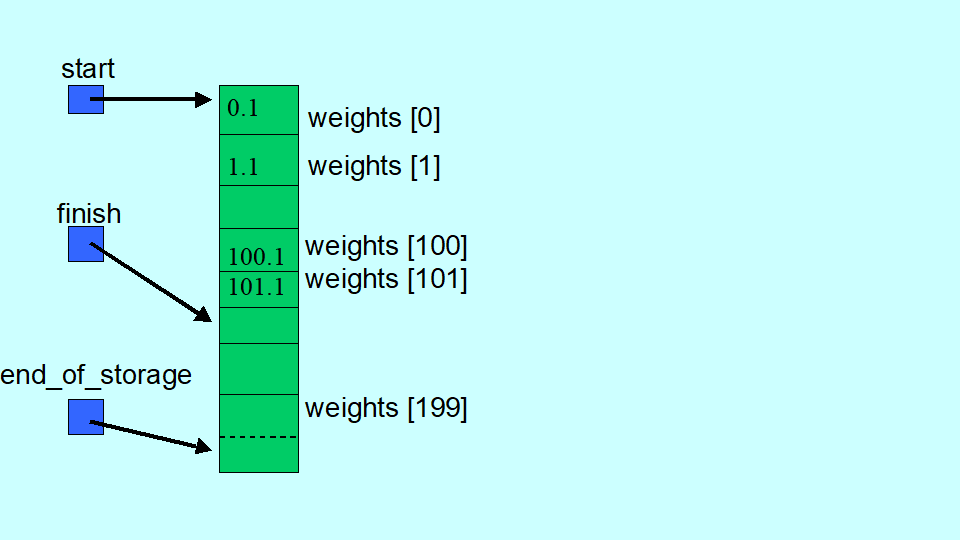 start
0.1
weights [0]
1.1
weights [1]
finish
100.1
weights [100]
101.1
weights [101]
end_of_storage
weights [199]